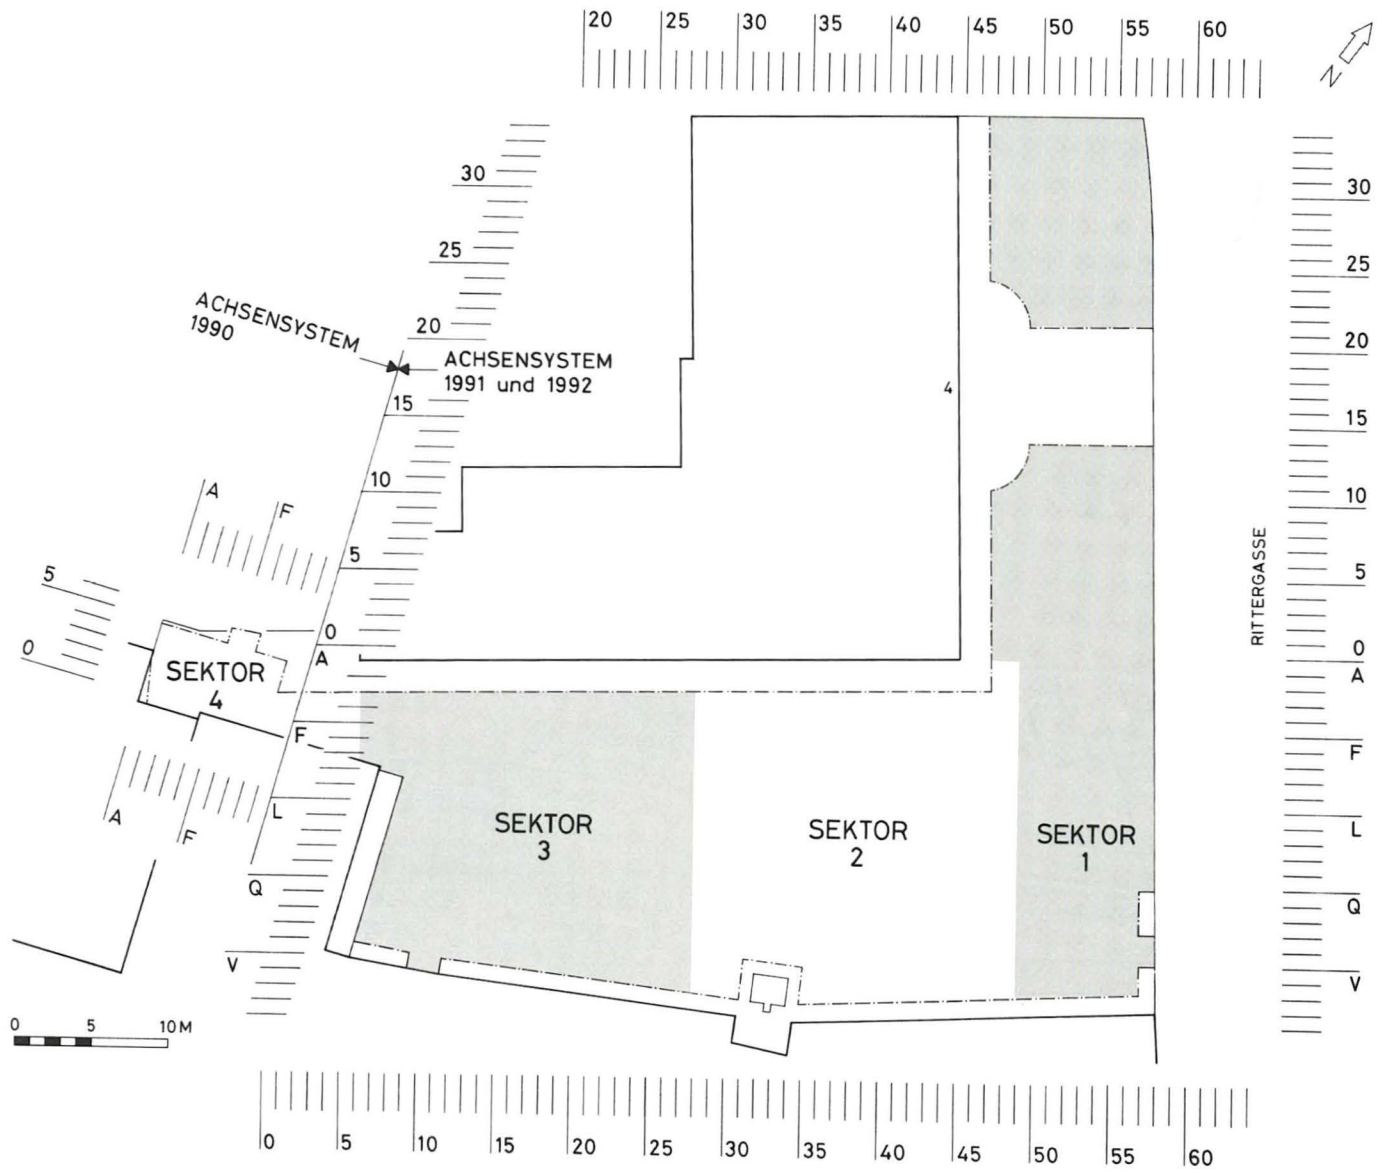 20 25 30 35 40 45 50 55 60
N
30
25
20
15
10
5
0
A
F
L
Q
V
ACHSENSYSTEM
1990
ACHSENSYSTEM
1991 und 1992
4
A F
5
0
SEKTOR
4
A F
SEKTOR
3
SEKTOR
2
SEKTOR
1
RITTERGASSE
30
25
20
15
10
5
0
A
F
L
Q
V
0 5 10 M
0 5 10 15 20 25 30 35 40 45 50 55 60